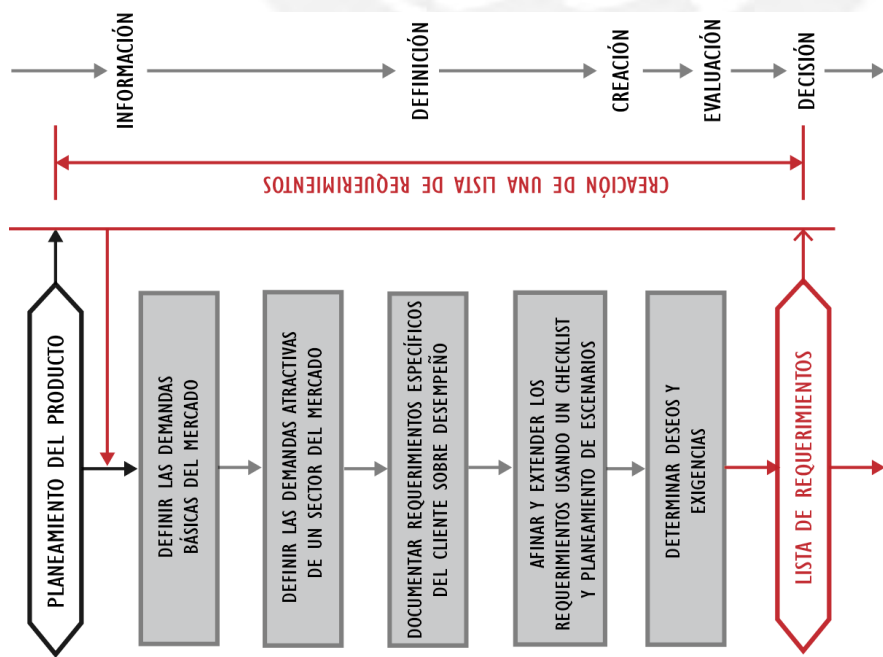 PLANEAMIENTO DEL PRODUCTO
DEFINIR LAS DEMANDAS
BÁSICAS DEL MERCADO
DEFINIR LAS DEMANDAS ATRACTIVAS
DE UN SECTOR DEL MERCADO
DOCUMENTAR REQUERIMIENTOS ESPECÍFICOS
DEL CLIENTE SOBRE DESEMPEÑO
AFINAR Y EXTENDER LOS
REQUERIMIENTOS USANDO UN CHECKLIST
Y PLANEAMIENTO DE ESCENARIOS
DETERMINAR DESEOS Y
EXIGENCIAS
LISTA DE REQUERIMIENTOS
CREACIÓN DE UNA LISTA DE REQUERIMIENTOS
INFORMACIÓN
DEFINICIÓN
CREACIÓN
EVALUACIÓN
DECISIÓN